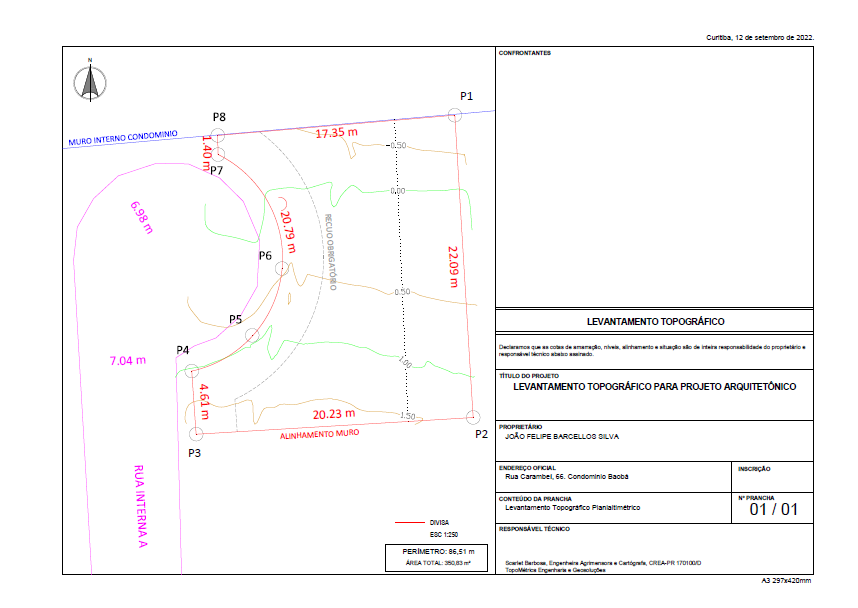 Curitiba, 12 de setembro de 2022.
CONFRONTANTES
N
P1
P8
MURO INTERNO CONDOMINIO
17.35 m
1.40 m
P7
-0.50
0.00
6.98 m
20.79 m
RECUO OBRIGATÓRIO
P6
22.09 m
0.50
P5
P4
7.04 m
1.00
4.61 m
20.23 m
1.50
ALINHAMENTO MURO
P2
P3
RUA INTERNA A
DIVISA
ESC 1:250
PERÍMETRO: 86,51 m
ÁREA TOTAL: 350,83 m²
LEVANTAMENTO TOPOGRÁFICO
Declaramos que as cotas de amarração, níveis, alinhamento e situação são de inteira responsabilidade do proprietário e
responsável técnico abaixo assinado.
TÍTULO DO PROJETO
LEVANTAMENTO TOPOGRÁFICO PARA PROJETO ARQUITETÔNICO
PROPRIETÁRIO
JOÃO FELIPE BARCELLOS SILVA
ENDEREÇO OFICIAL
Rua Carambeí, 66. Condominio Baobá
INSCRIÇÃO
CONTEÚDO DA PRANCHA
Levantamento Topográfico Planialtimétrico
Nº PRANCHA
01 / 01
RESPONSÁVEL TÉCNICO
Scarlet Barbosa, Engenheira Agrimensora e Cartógrafa, CREA-PR 170100/D
TopoMétrica Engenharia e Geosoluções
A3 297x420mm